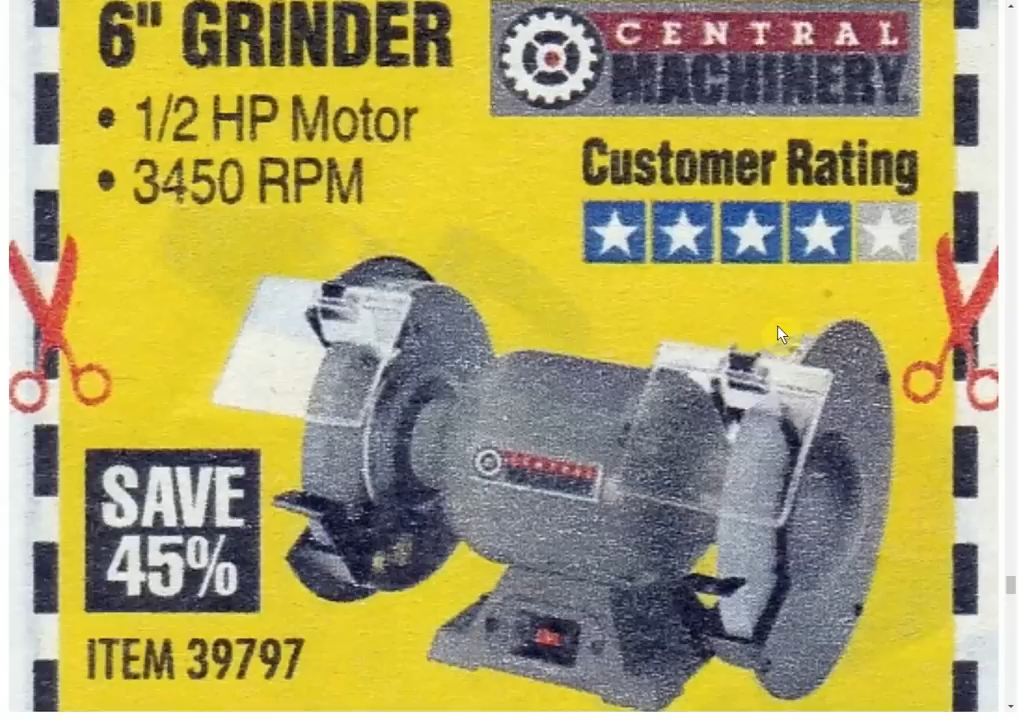 6" GRINDER
CENTRAL
MACHINERY
• 1/2 HP Motor
• 3450 RPM
Customer Rating
SAVE
45%
ITEM 39797